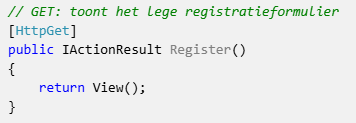 // GET: toont het lege registratieformulier
[HttpGet]
public IActionResult Register()
{
    return View();
}